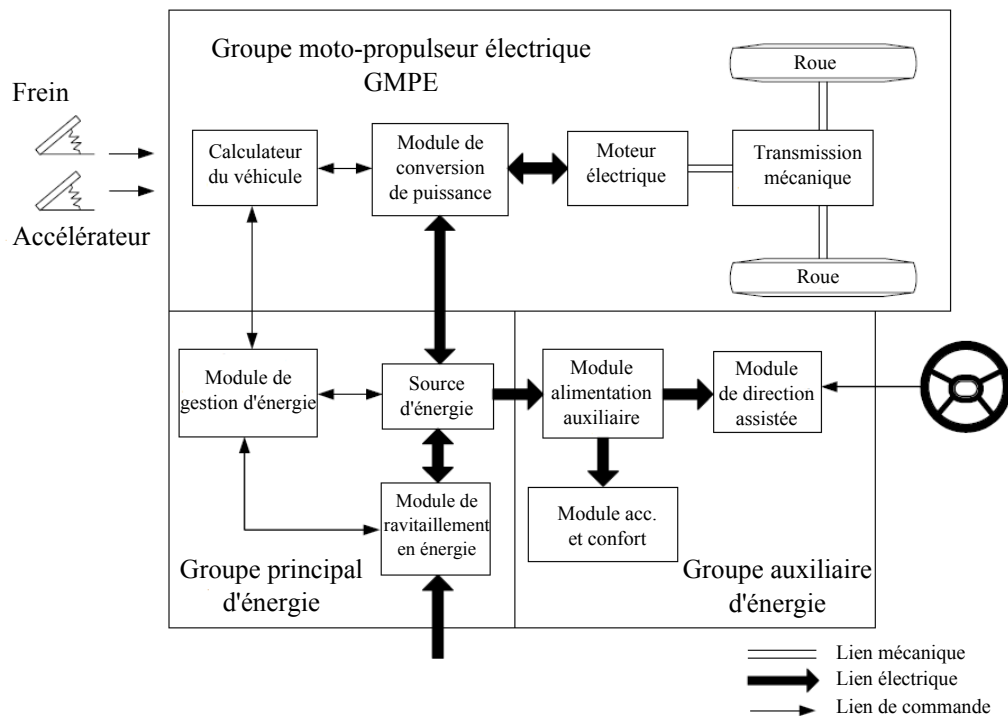 Groupe moto-propulseur électrique
GMPE
Frein
Accélérateur
Calculateur
du véhicule
Module de
conversion
de puissance
Moteur
électrique
Transmission
mécanique
Roue
Roue
Module de
gestion d'énergie
Source
d'énergie
Module
alimentation
auxiliaire
Module
de direction
assistée
Module de
ravitaillement
en énergie
Module acc.
et confort
Groupe principal
d'énergie
Groupe auxiliaire
d'énergie
Lien mécanique
Lien électrique
Lien de commande